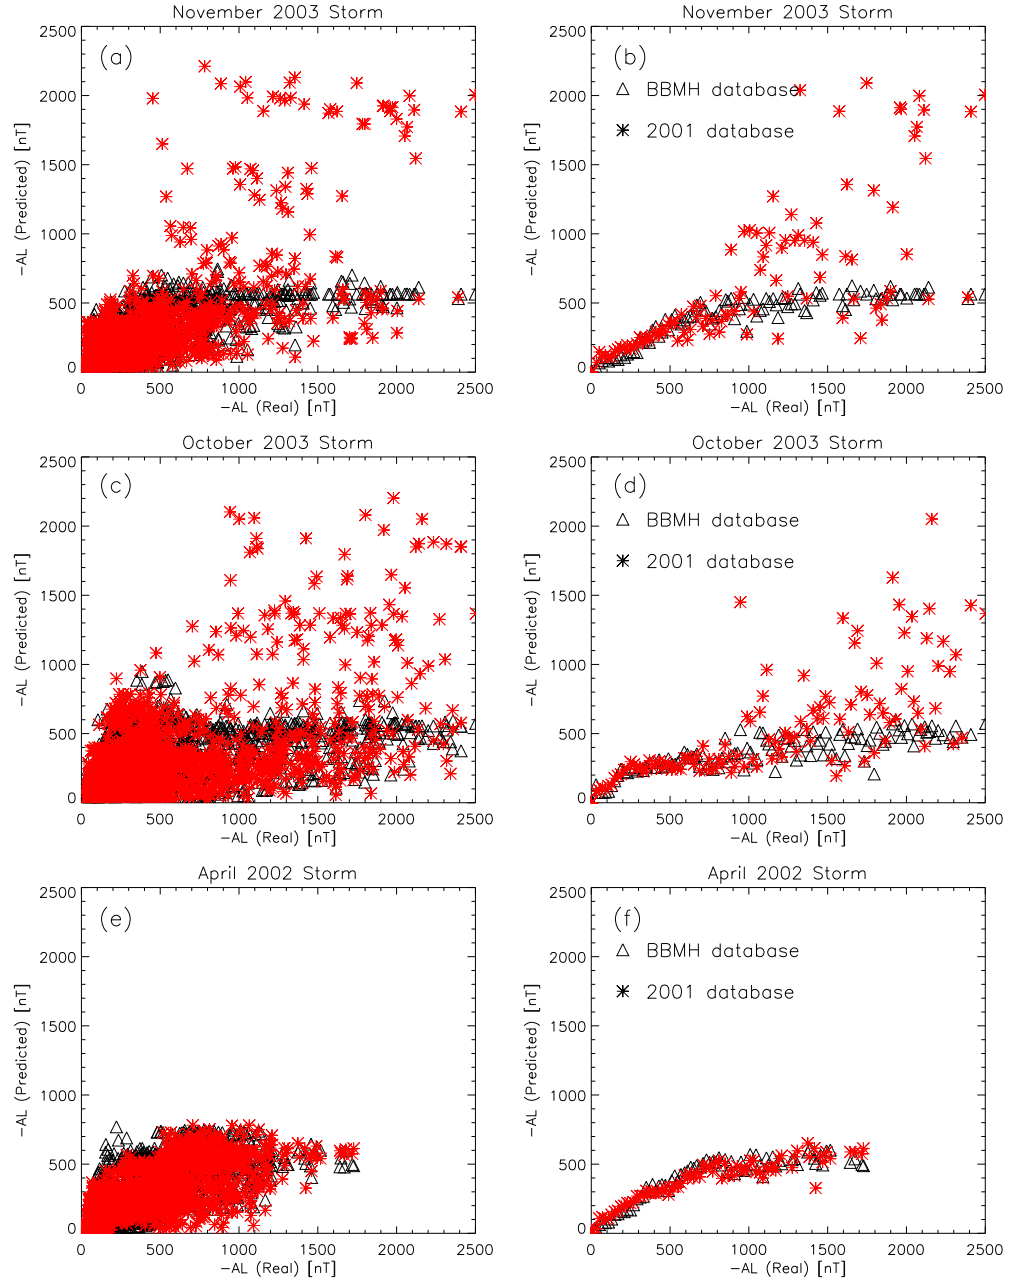 November 2003 Storm
(a)
−AL (Predicted) [nT]
2500
2000
1500
1000
500
0
0 500 1000 1500 2000 2500
−AL (Real) [nT]
November 2003 Storm
(b)
BBMH database
2001 database
−AL (Predicted) [nT]
2500
2000
1500
1000
500
0
0 500 1000 1500 2000 2500
−AL (Real) [nT]
October 2003 Storm
(c)
−AL (Predicted) [nT]
2500
2000
1500
1000
500
0
0 500 1000 1500 2000 2500
−AL (Real) [nT]
October 2003 Storm
(d)
BBMH database
2001 database
−AL (Predicted) [nT]
2500
2000
1500
1000
500
0
0 500 1000 1500 2000 2500
−AL (Real) [nT]
April 2002 Storm
(e)
−AL (Predicted) [nT]
2500
2000
1500
1000
500
0
0 500 1000 1500 2000 2500
−AL (Real) [nT]
April 2002 Storm
(f)
BBMH database
2001 database
−AL (Predicted) [nT]
2500
2000
1500
1000
500
0
0 500 1000 1500 2000 2500
−AL (Real) [nT]